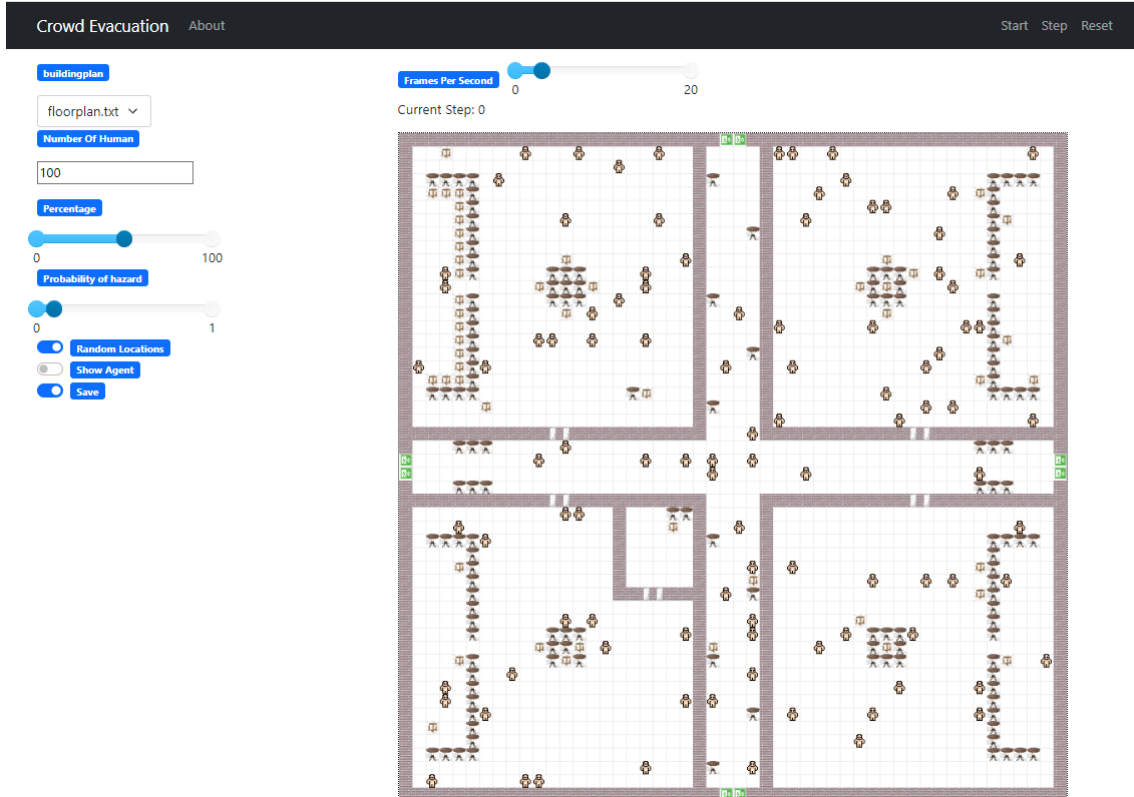 Crowd Evacuation About Start Step Reset
buildingplan
floorplan.txt
Number Of Human
100
Percentage
0 100
Probability of hazard
0 1
Random Locations
Show Agent
Save
Frames Per Second
0 20
Current Step: 0